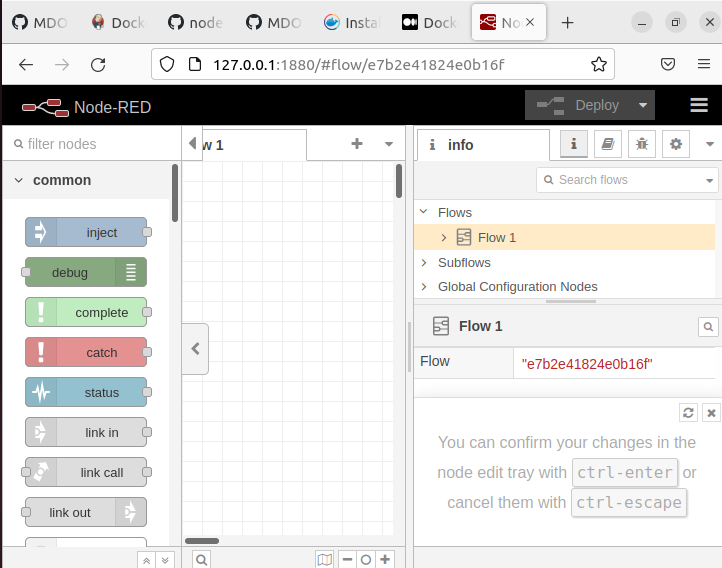 MDO
Docke
node
MDO
Instal
Dock
No
127.0.0.1:1880/#flow/e7b2e41824e0b16f
Node-RED
Deploy
filter nodes
w 1
i info
i
Search flows
common
inject
debug
complete
catch
status
link in
link call
link out
Flows
Flow 1
Subflows
Global Configuration Nodes
Flow 1
Flow "e7b2e41824e0b16f"
You can confirm your changes in the
node edit tray with ctrl-enter or
cancel them with ctrl-escape